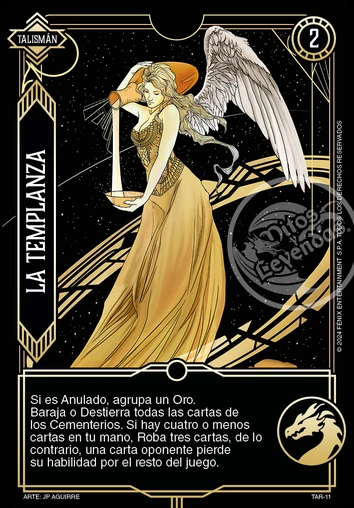 TALISMÁN
2
LA TEMPLANZA
Mitos
y
Leyendas
© 2024 FÉNIX ENTERTAINMENT S.P.A. TODOS LOS DERECHOS RESERVADOS
Si es Anulado, agrupa un Oro.
Baraja o Destierra todas las cartas de
los Cementerios. Si hay cuatro o menos
cartas en tu mano, Roba tres cartas, de lo
contrario, una carta oponente pierde
su habilidad por el resto del juego.
ARTE: JP AGUIRRE
TAR-11